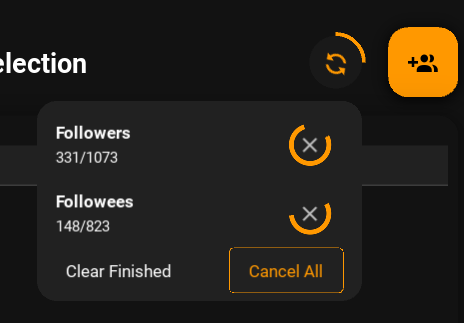 election
Followers
331/1073
Followees
148/823
Clear Finished
Cancel All